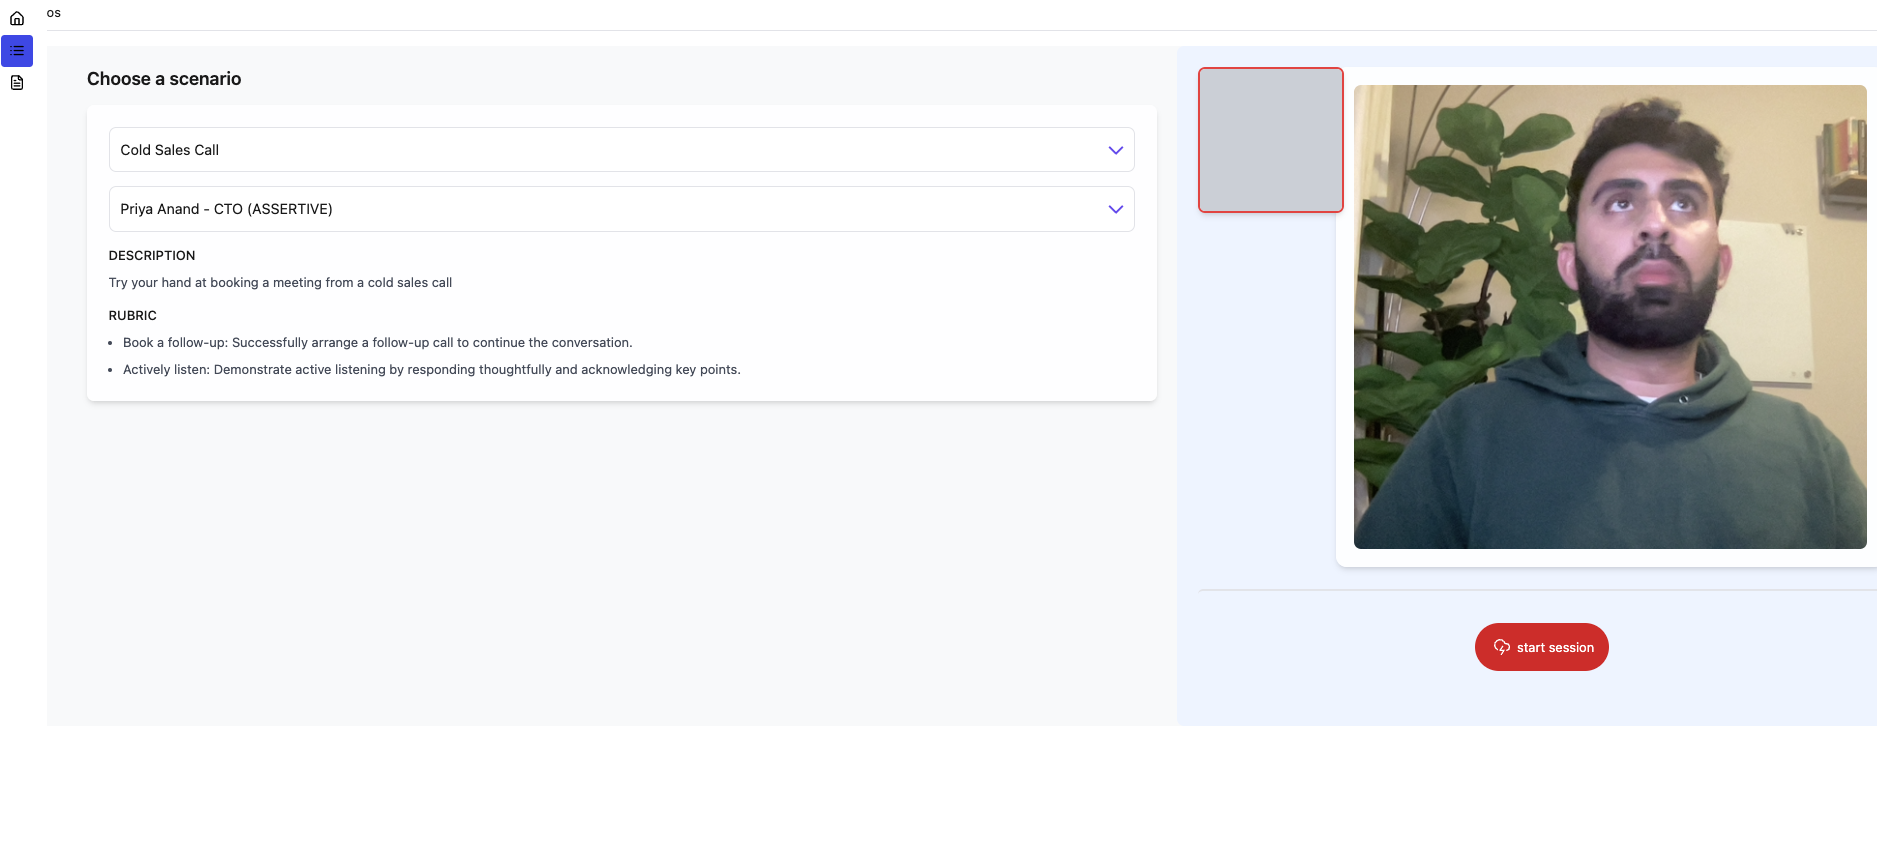 os
Choose a scenario
Cold Sales Call
Priya Anand - CTO (ASSERTIVE)
DESCRIPTION
Try your hand at booking a meeting from a cold sales call
RUBRIC
• Book a follow-up: Successfully arrange a follow-up call to continue the conversation.
• Actively listen: Demonstrate active listening by responding thoughtfully and acknowledging key points.
start session